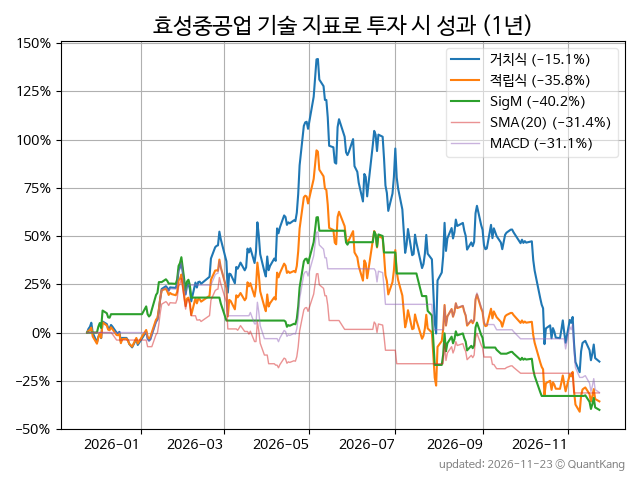 효성중공업 기술 지표로 투자 시 성과 (1년)
150%
125%
100%
75%
50%
25%
0%
−25%
−50%
거치식 (−15.1%)
적립식 (−35.8%)
SigM (−40.2%)
SMA(20) (−31.4%)
MACD (−31.1%)
2026-01 2026-03 2026-05 2026-07 2026-09 2026-11
updated: 2026-11-23 © QuantKang